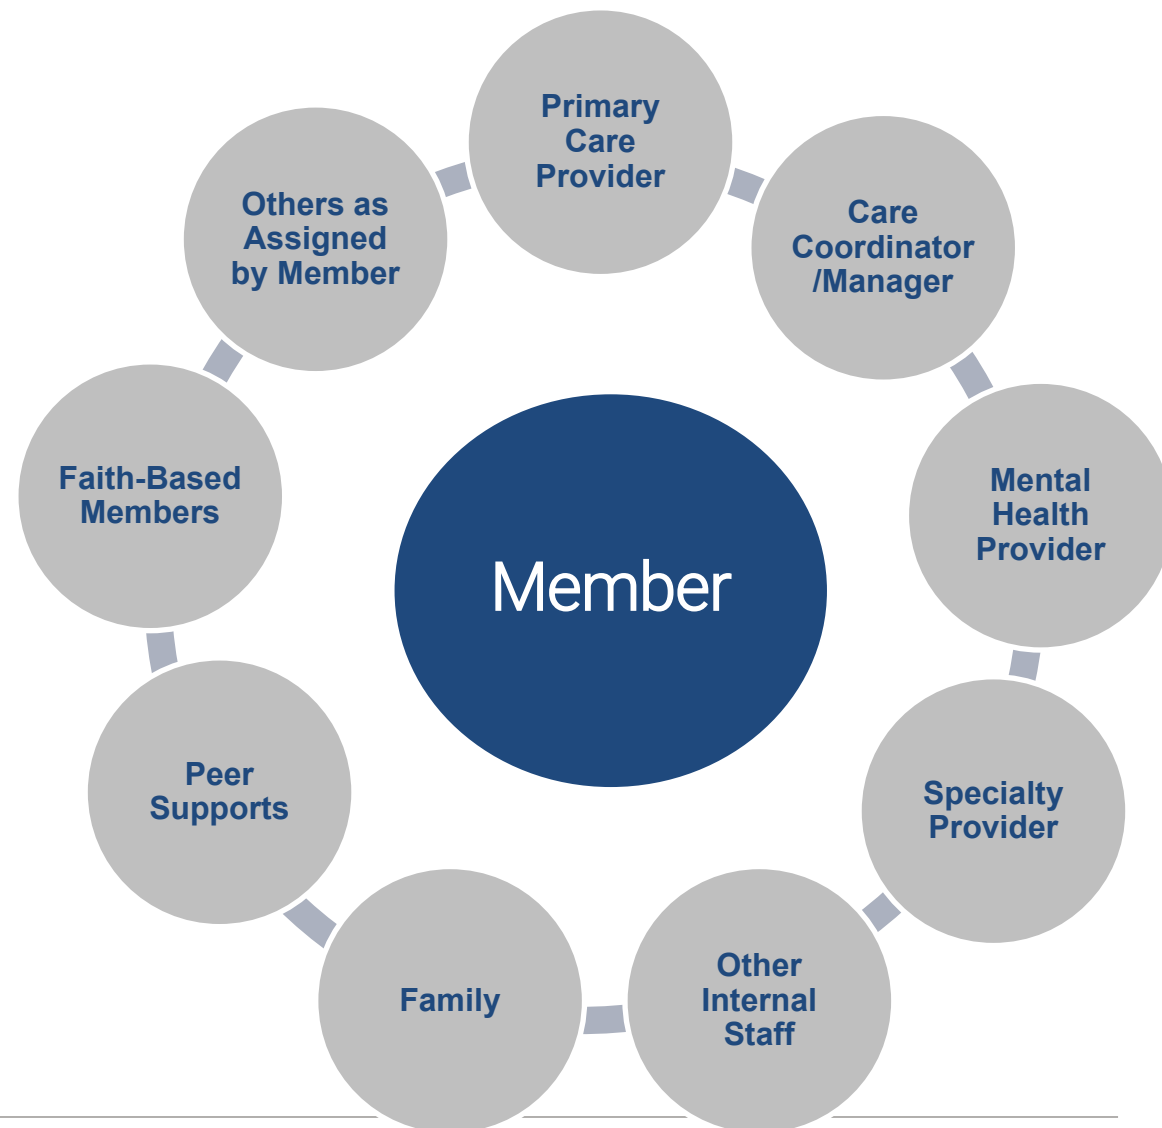 Primary
Care
Provider
Care
Coordinator
/Manager
Mental
Health
Provider
Specialty
Provider
Other
Internal
Staff
Family
Peer
Supports
Faith-Based
Members
Others as
Assigned
by Member
Member